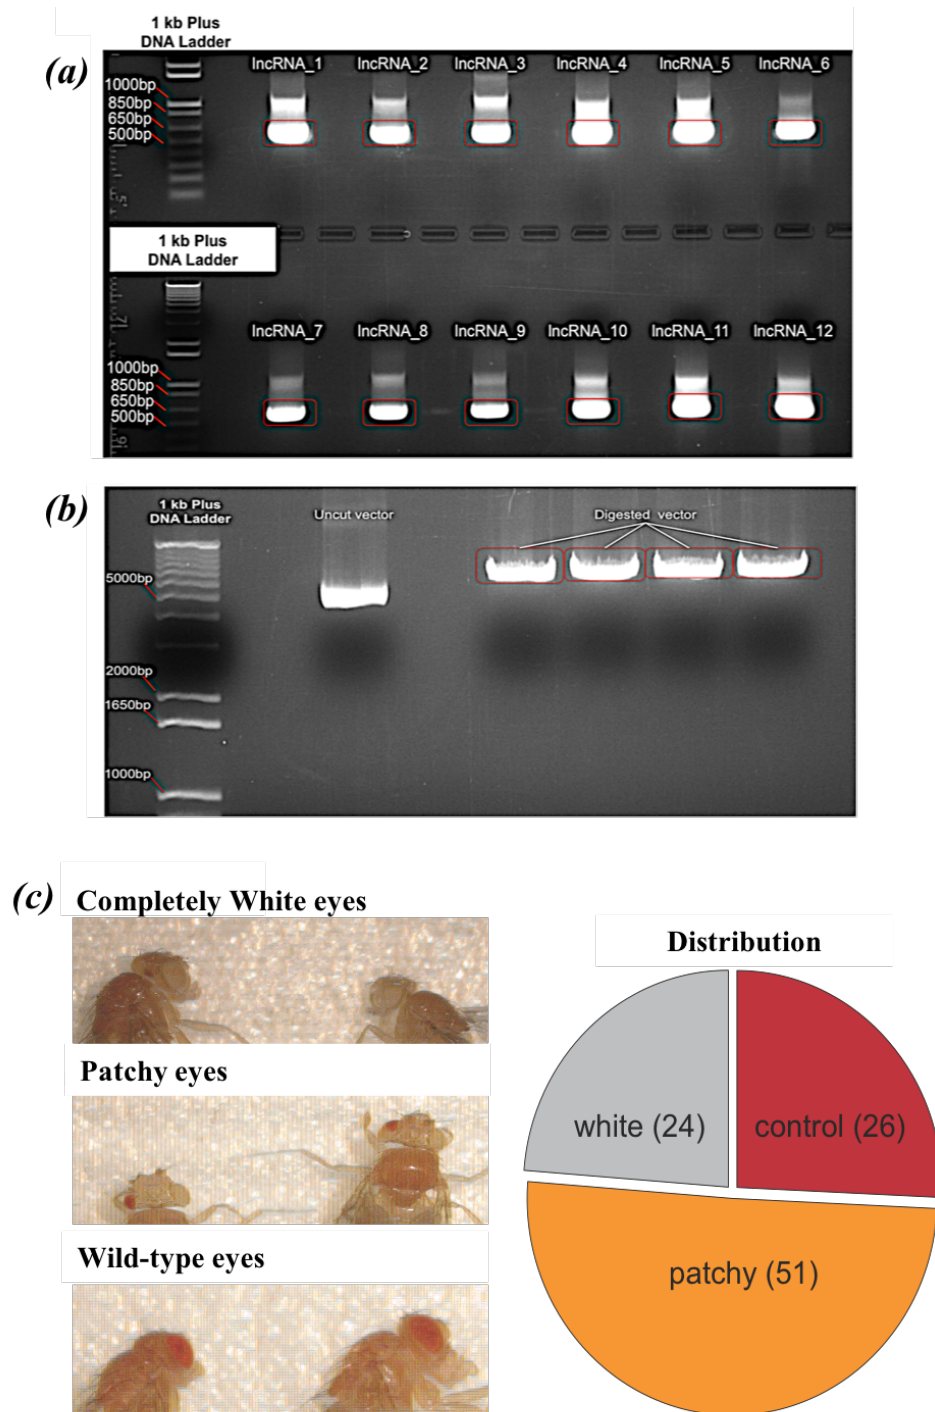 1 kb Plus
DNA Ladder
(a)
lncRNA_1 lncRNA_2 lncRNA_3 lncRNA_4 lncRNA_5 lncRNA_6
1000bp
850bp
650bp
500bp
1 kb Plus
DNA Ladder
lncRNA_7 lncRNA_8 lncRNA_9 lncRNA_10 lncRNA_11 lncRNA_12
1000bp
850bp
650bp
500bp
(b)
1 kb Plus
DNA Ladder
Uncut vector
Digested vector
5000bp
2000bp
1650bp
1000bp
(c)
Completely White eyes
Patchy eyes
Wild-type eyes
Distribution
white (24)
control (26)
patchy (51)